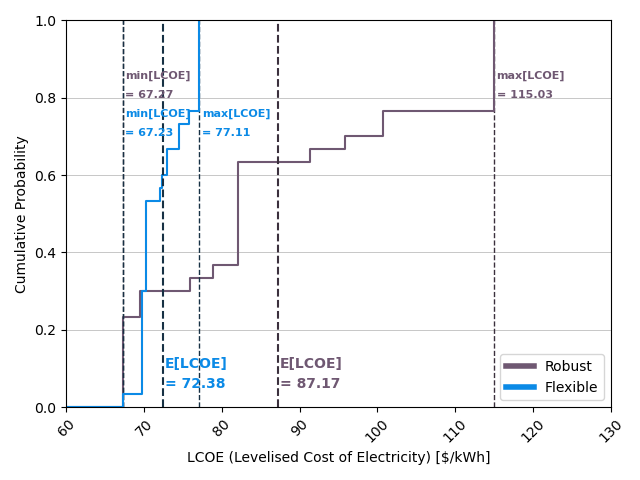 1.0
0.8
0.6
0.4
0.2
0.0
Cumulative Probability
min[LCOE]
= 67.27
min[LCOE]
= 67.23
max[LCOE]
= 77.11
max[LCOE]
= 115.03
E[LCOE]
= 72.38
E[LCOE]
= 87.17
Robust
Flexible
60
70
80
90
100
110
120
130
LCOE (Levelised Cost of Electricity) [$/kWh]